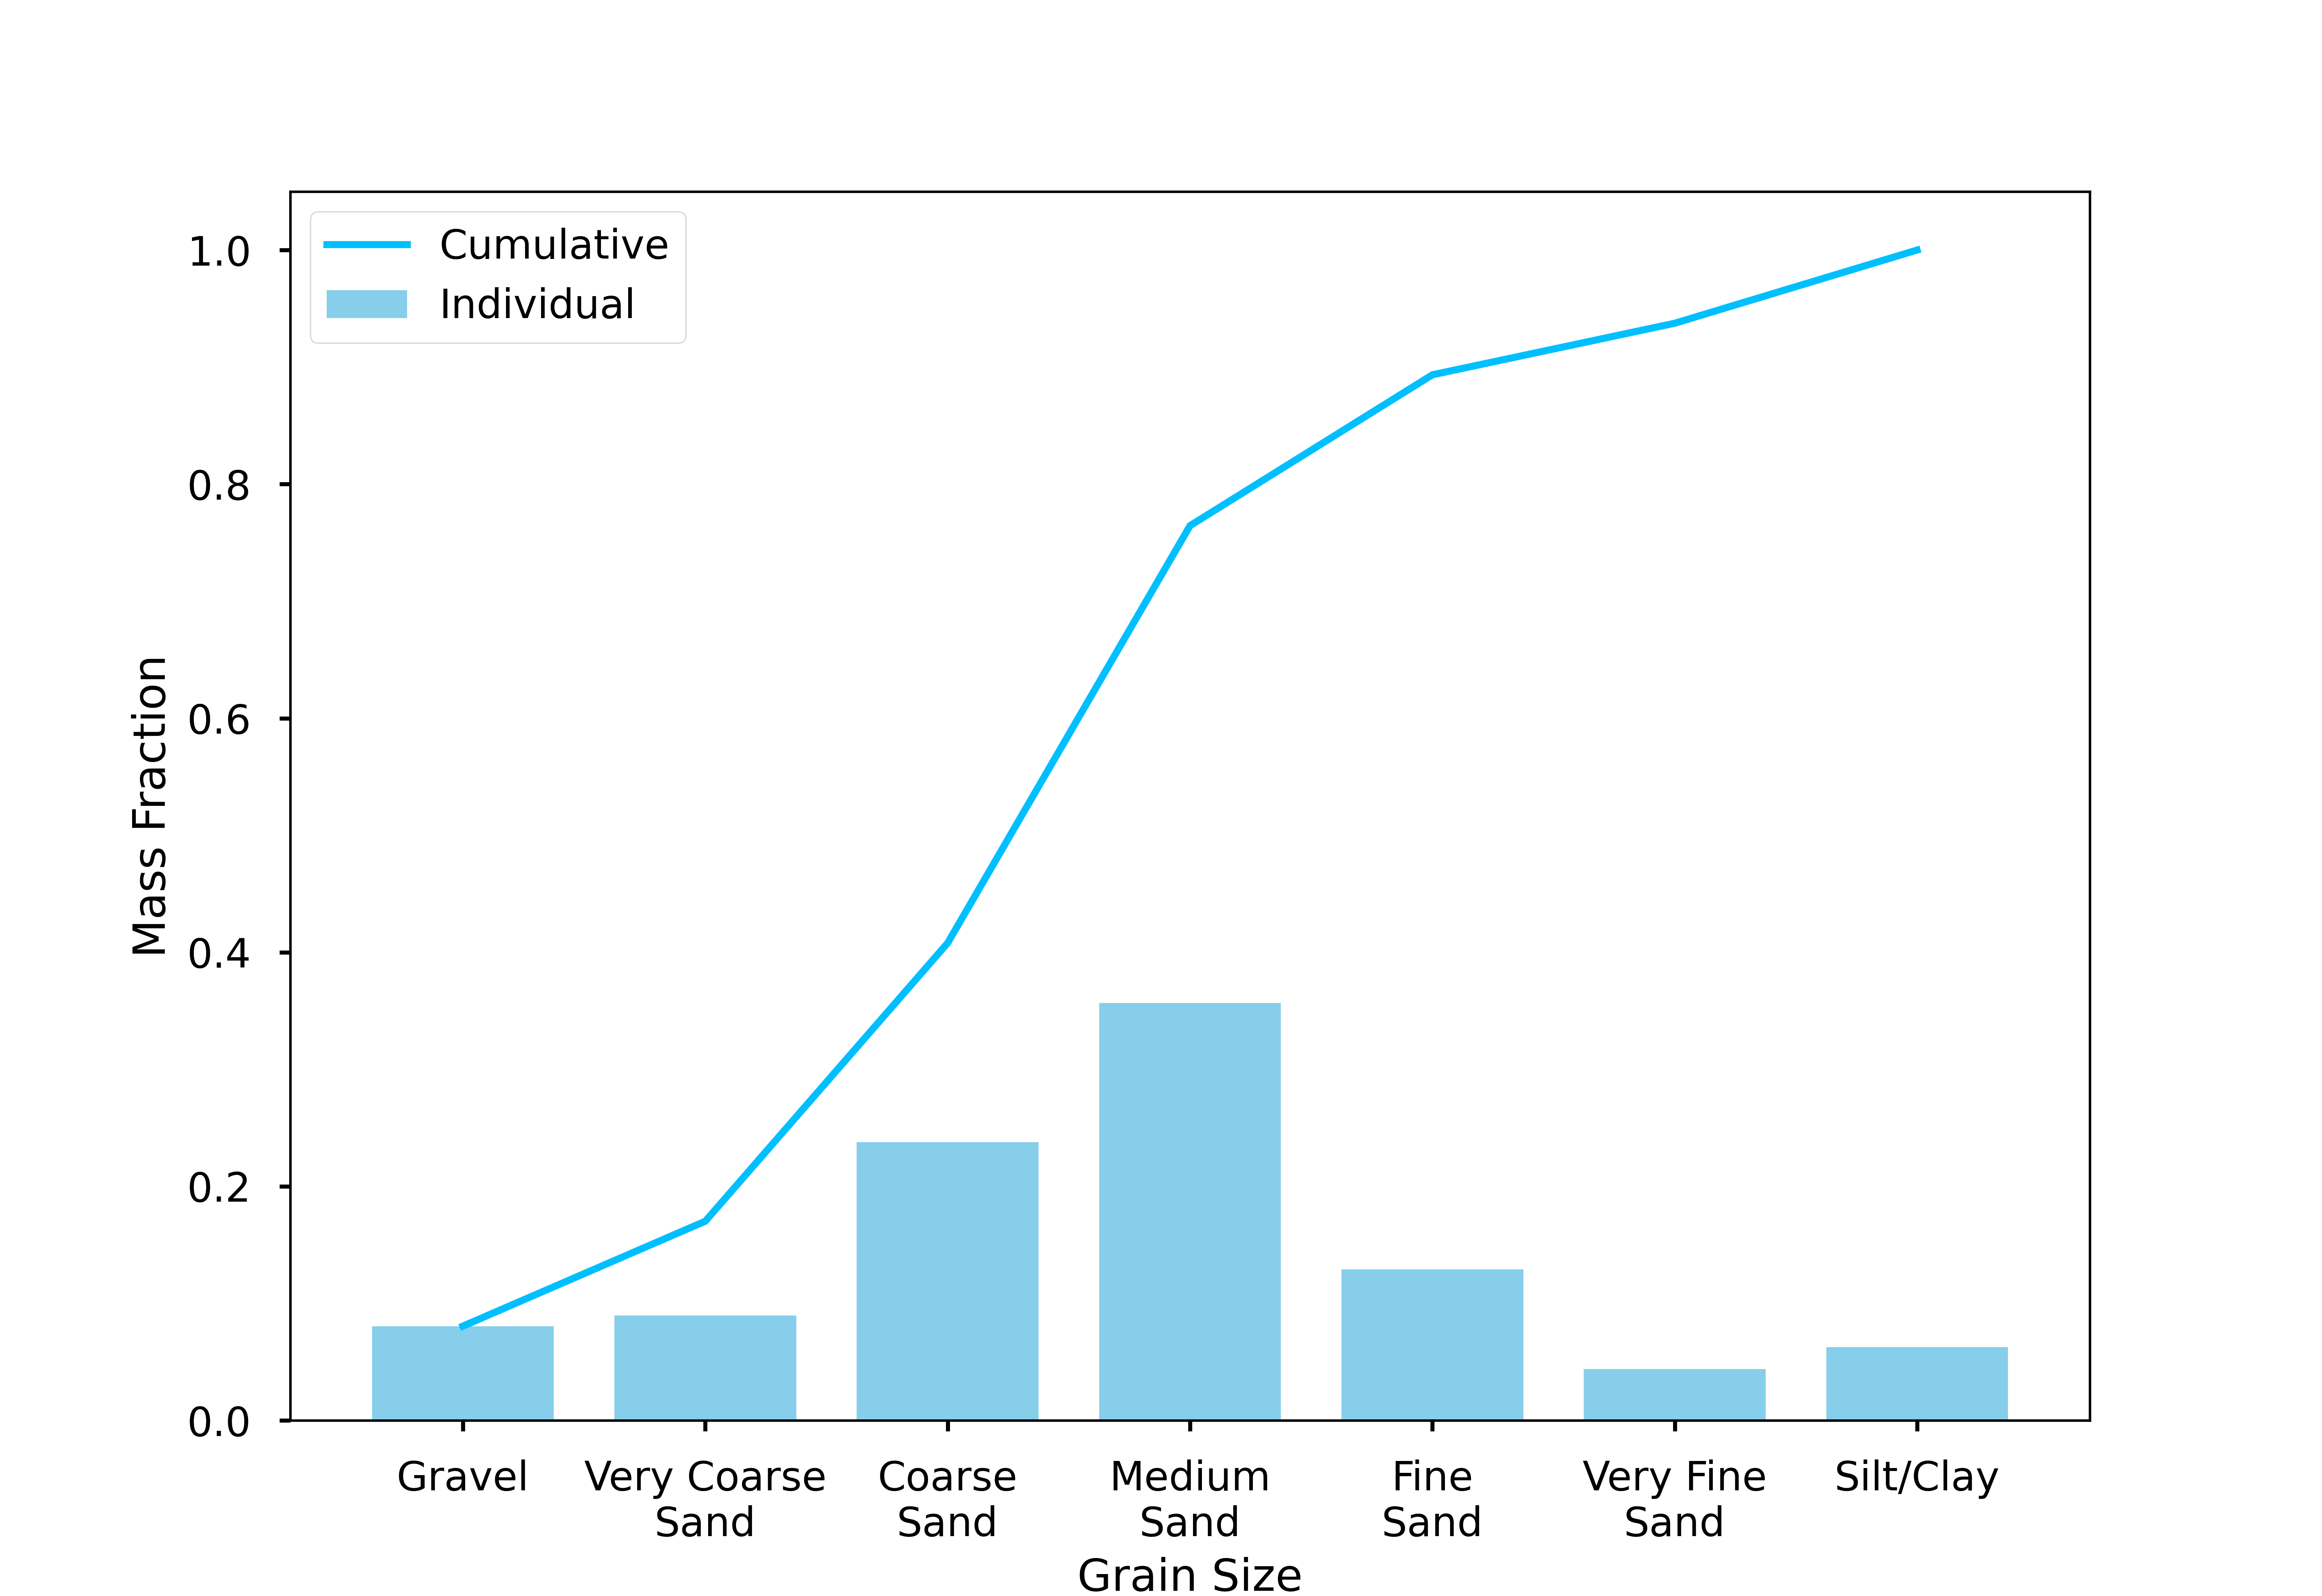 Cumulative
Individual
1.0
0.8
0.6
0.4
0.2
0.0
Mass Fraction
Gravel
Very Coarse
Sand
Coarse
Sand
Medium
Sand
Fine
Sand
Very Fine
Sand
Silt/Clay
Grain Size